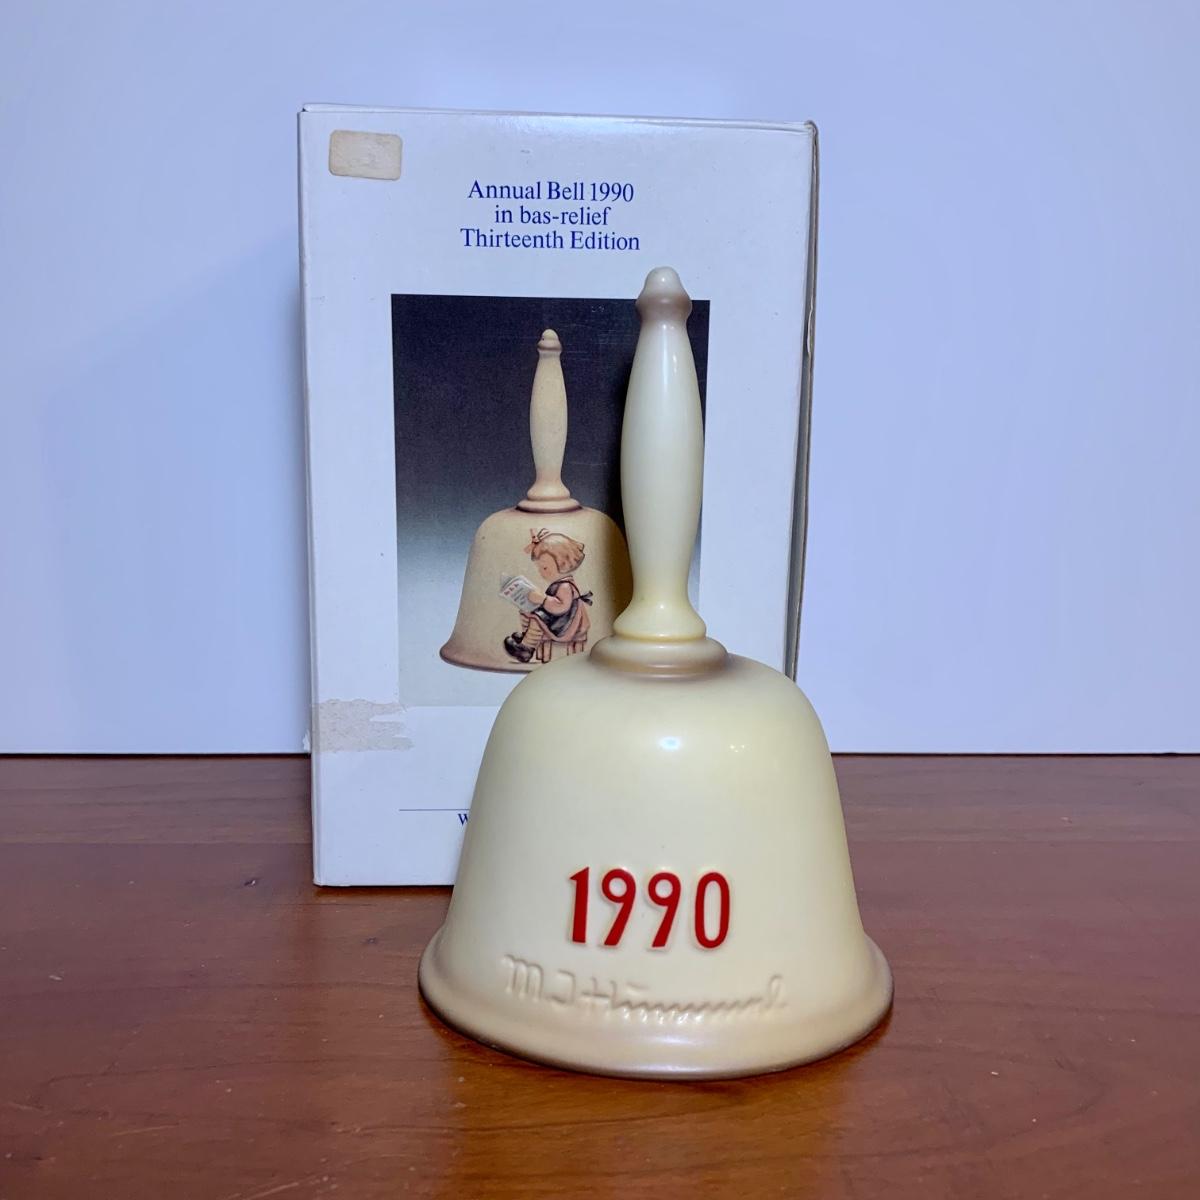 Annual Bell 1990
in bas-relief
Thirteenth Edition
1990
M J Hummel